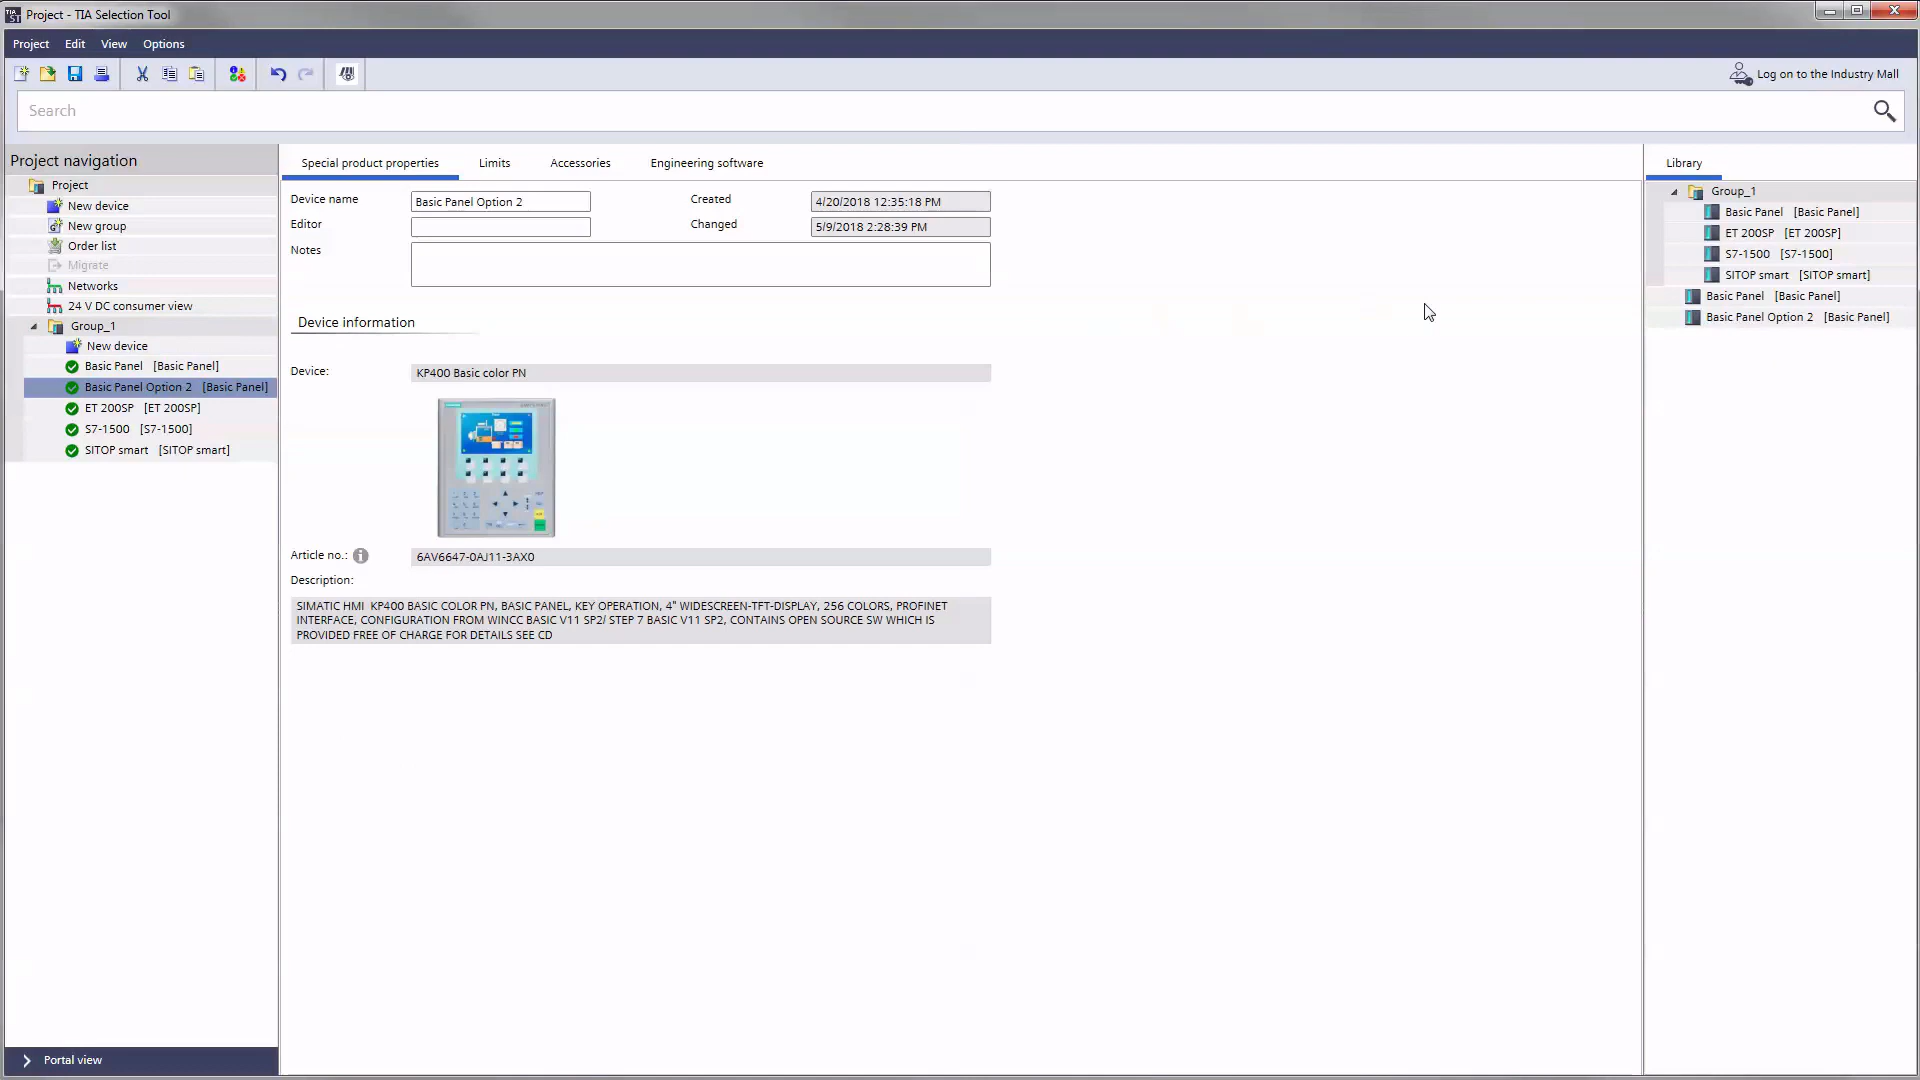 Project - TIA Selection Tool
Project Edit View Options
Log on to the Industry Mall
Search
Project navigation
Project
New device
New group
Order list
Migrate
Networks
24 V DC consumer view
Group_1
New device
Basic Panel [Basic Panel]
Basic Panel Option 2 [Basic Panel]
ET 200SP [ET 200SP]
S7-1500 [S7-1500]
SITOP smart [SITOP smart]
Portal view
Special product properties Limits Accessories Engineering software
Device name Basic Panel Option 2 Created 4/20/2018 12:35:18 PM
Editor Changed 5/9/2018 2:28:39 PM
Notes
Device information
Device: KP400 Basic color PN
Article no.: 6AV6647-0AJ11-3AX0
Description:
SIMATIC HMI KP400 BASIC COLOR PN, BASIC PANEL, KEY OPERATION, 4" WIDESCREEN-TFT-DISPLAY, 256 COLORS, PROFINET
INTERFACE, CONFIGURATION FROM WINCC BASIC V11 SP2/ STEP 7 BASIC V11 SP2, CONTAINS OPEN SOURCE SW WHICH IS
PROVIDED FREE OF CHARGE FOR DETAILS SEE CD
Library
Group_1
Basic Panel [Basic Panel]
ET 200SP [ET 200SP]
S7-1500 [S7-1500]
SITOP smart [SITOP smart]
Basic Panel [Basic Panel]
Basic Panel Option 2 [Basic Panel]